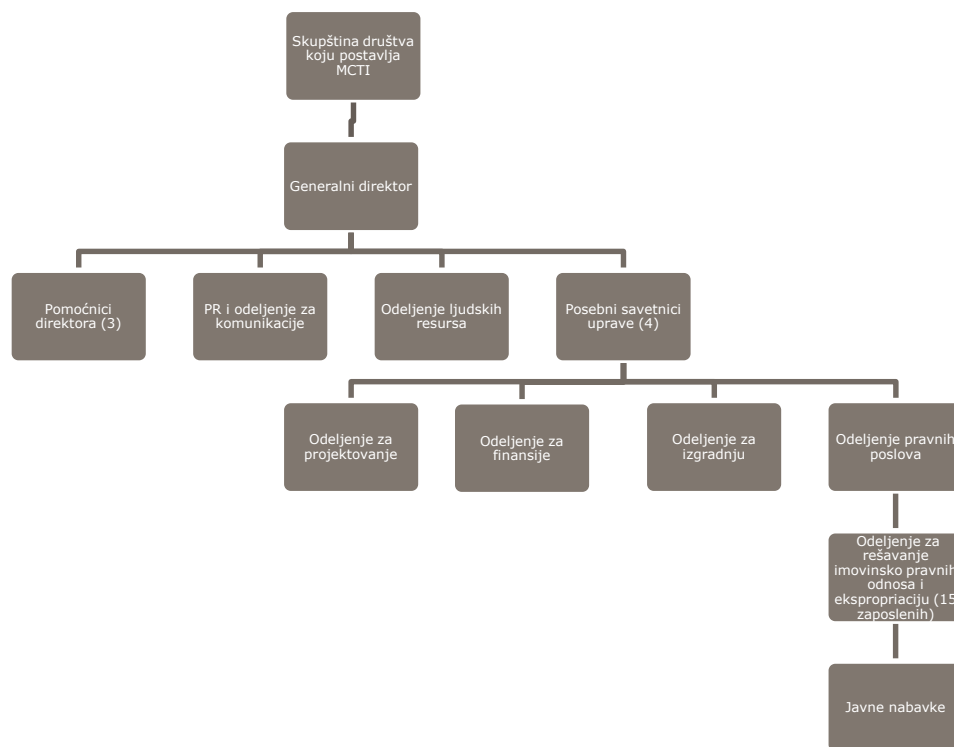 Skupština društva
koju postavlja
MCTI
Generalni direktor
Pomoćnici
direktora (3)
PR i odeljenje za
komunikacije
Odeljenje ljudskih
resursa
Posebni savetnici
uprave (4)
Odeljenje za
projektovanje
Odeljenje za
finansije
Odeljenje za
izgradnju
Odeljenje pravnih
poslova
Odeljenje za
rešavanje
imovinsko pravnih
odnosa i
ekspropriaciju (15
zaposlenih)
Javne nabavke